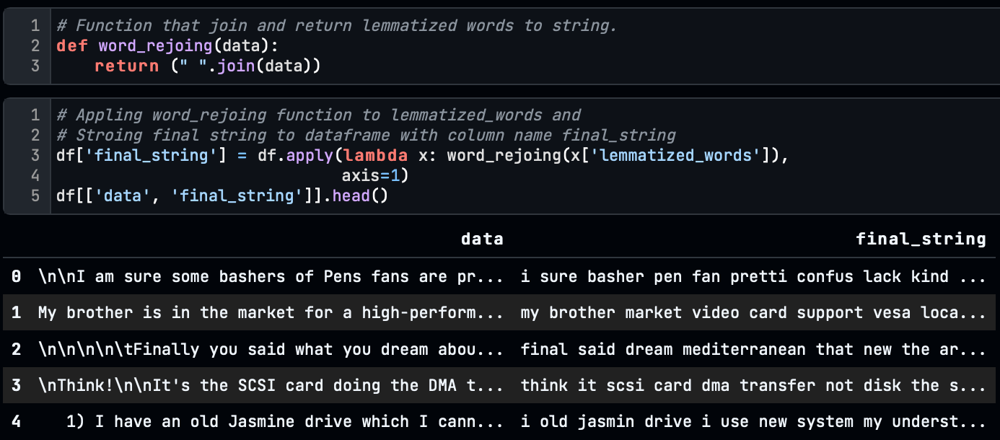 1 # Function that join and return lemmatized words to string.
2 def word_rejoing(data):
3     return (" ".join(data))
1 # Appling word_rejoing function to lemmatized_words and
2 # Stroing final string to dataframe with column name final_string
3 df['final_string'] = df.apply(lambda x: word_rejoing(x['lemmatized_words']),
4                               axis=1)
5 df[['data', 'final_string']].head()
data final_string
0 \n\nI am sure some bashers of Pens fans are pr... i sure basher pen fan pretti confus lack kind ...
1 My brother is in the market for a high-perform... my brother market video card support vesa loca...
2 \n\n\n\n\tFinally you said what you dream abou... final said dream mediterranean that new the ar...
3 \nThink!\n\nIt's the SCSI card doing the DMA t... think it scsi card dma transfer not disk the s...
4 1) I have an old Jasmine drive which I cann... i old jasmin drive i use new system my underst...